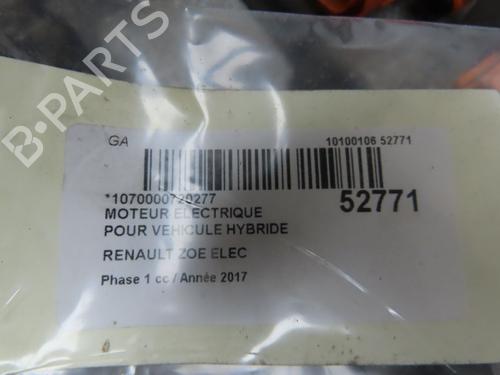 GA
10100106 52771
*1070000720277
52771
MOTEUR ELECTRIQUE
POUR VEHICULE HYBRIDE
RENAULT ZOE ELEC
Phase 1 cc / Année 2017
B-PARTS